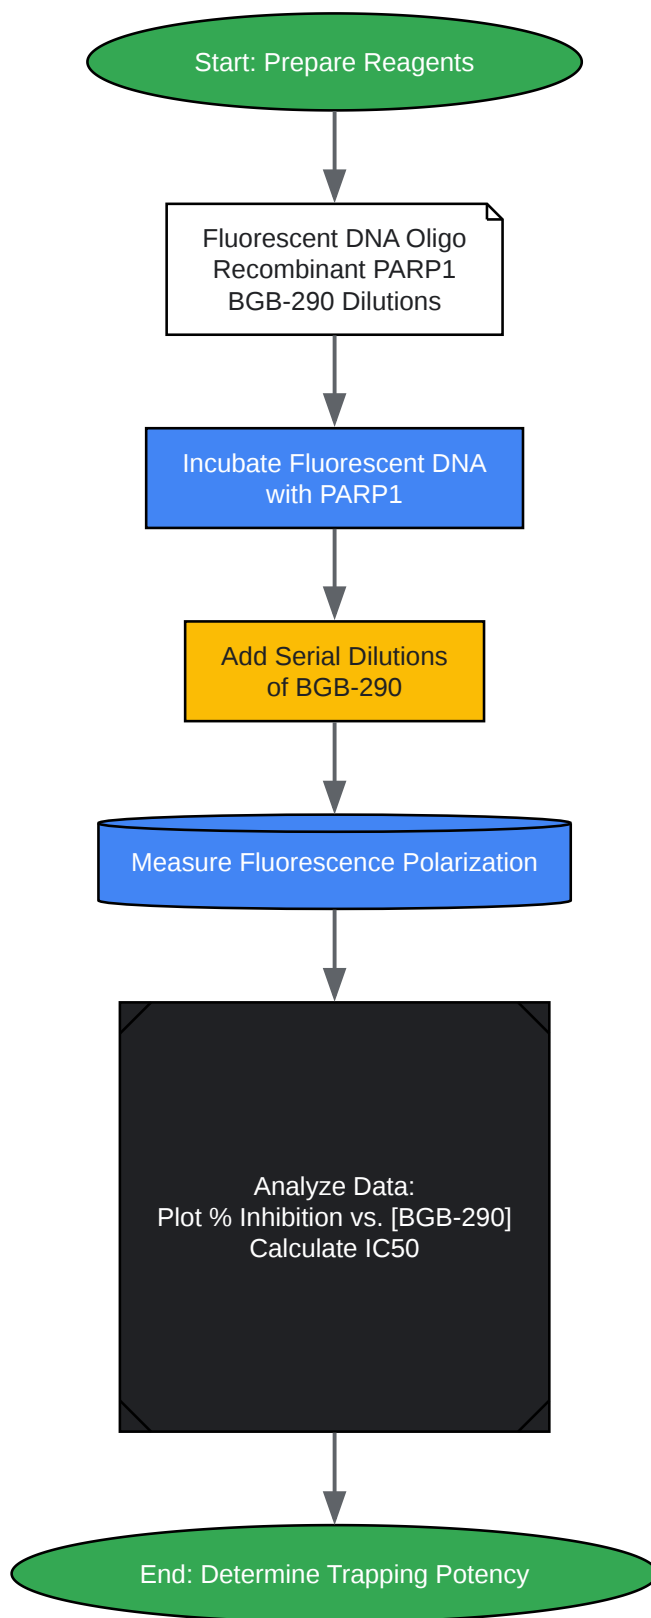 Start: Prepare Reagents
Fluorescent DNA Oligo
Recombinant PARP1
BGB-290 Dilutions
Incubate Fluorescent DNA
with PARP1
Add Serial Dilutions
of BGB-290
Measure Fluorescence Polarization
Analyze Data:
Plot % Inhibition vs. [BGB-290]
Calculate IC50
End: Determine Trapping Potency